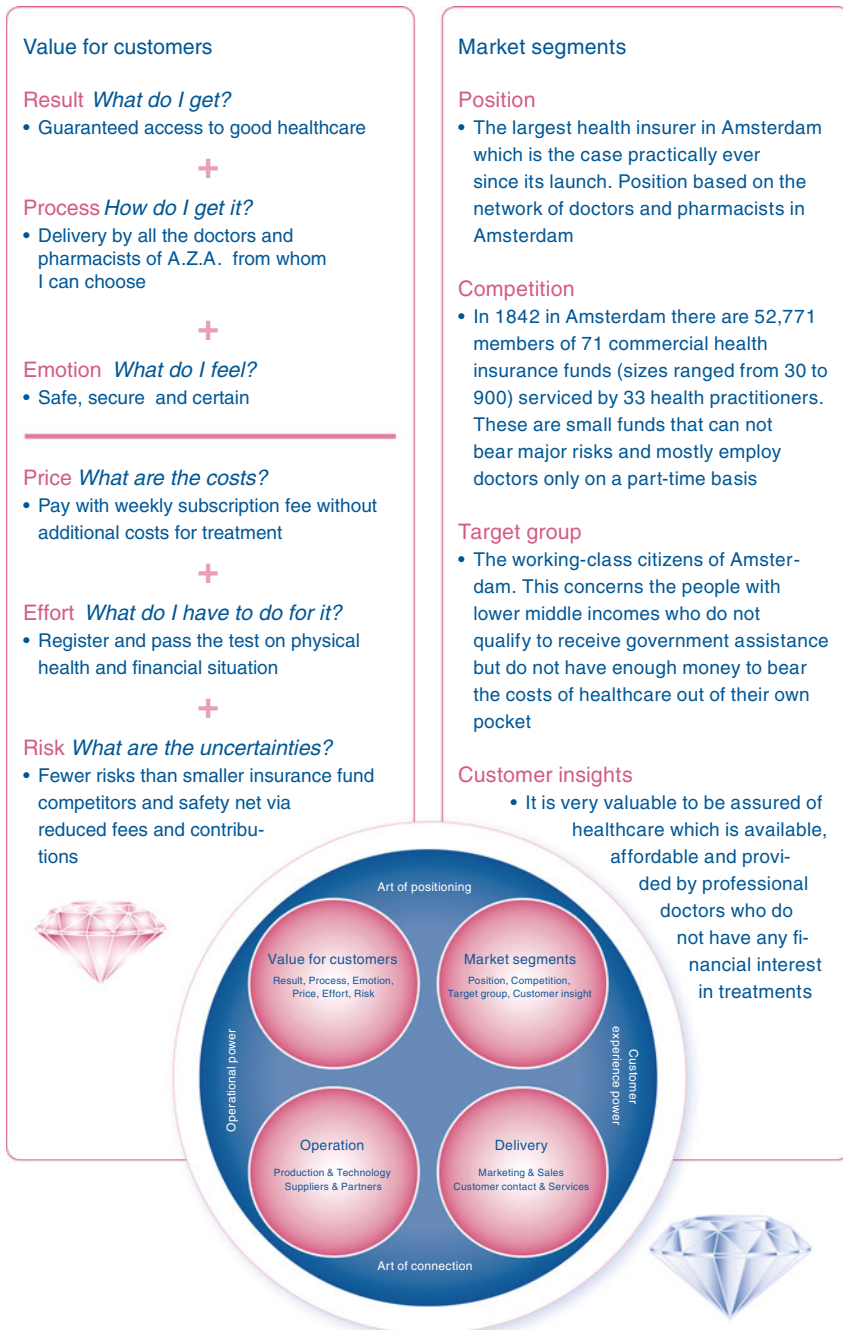 Value for customers
Result What do I get?
• Guaranteed access to good healthcare
+
Process How do I get it?
• Delivery by all the doctors and
pharmacists of A.Z.A. from whom
I can choose
+
Emotion What do I feel?
• Safe, secure and certain
Price What are the costs?
• Pay with weekly subscription fee without
additional costs for treatment
+
Effort What do I have to do for it?
• Register and pass the test on physical
health and financial situation
+
Risk What are the uncertainties?
• Fewer risks than smaller insurance fund
competitors and safety net via
reduced fees and contribu-
tions
Market segments
Position
• The largest health insurer in Amsterdam
which is the case practically ever
since its launch. Position based on the
network of doctors and pharmacists in
Amsterdam
Competition
• In 1842 in Amsterdam there are 52,771
members of 71 commercial health
insurance funds (sizes ranged from 30 to
900) serviced by 33 health practitioners.
These are small funds that can not
bear major risks and mostly employ
doctors only on a part-time basis
Target group
• The working-class citizens of Amster-
dam. This concerns the people with
lower middle incomes who do not
qualify to receive government assistance
but do not have enough money to bear
the costs of healthcare out of their own
pocket
Customer insights
• It is very valuable to be assured of
healthcare which is available,
affordable and provi-
ded by professional
doctors who do
not have any fi-
nancial interest
in treatments
Art of positioning
Value for customers
Result, Process, Emotion,
Price, Effort, Risk
Market segments
Position, Competition,
Target group, Customer insight
Operational power
Customer
experience power
Operation
Production & Technology
Suppliers & Partners
Delivery
Marketing & Sales
Customer contact & Services
Art of connection